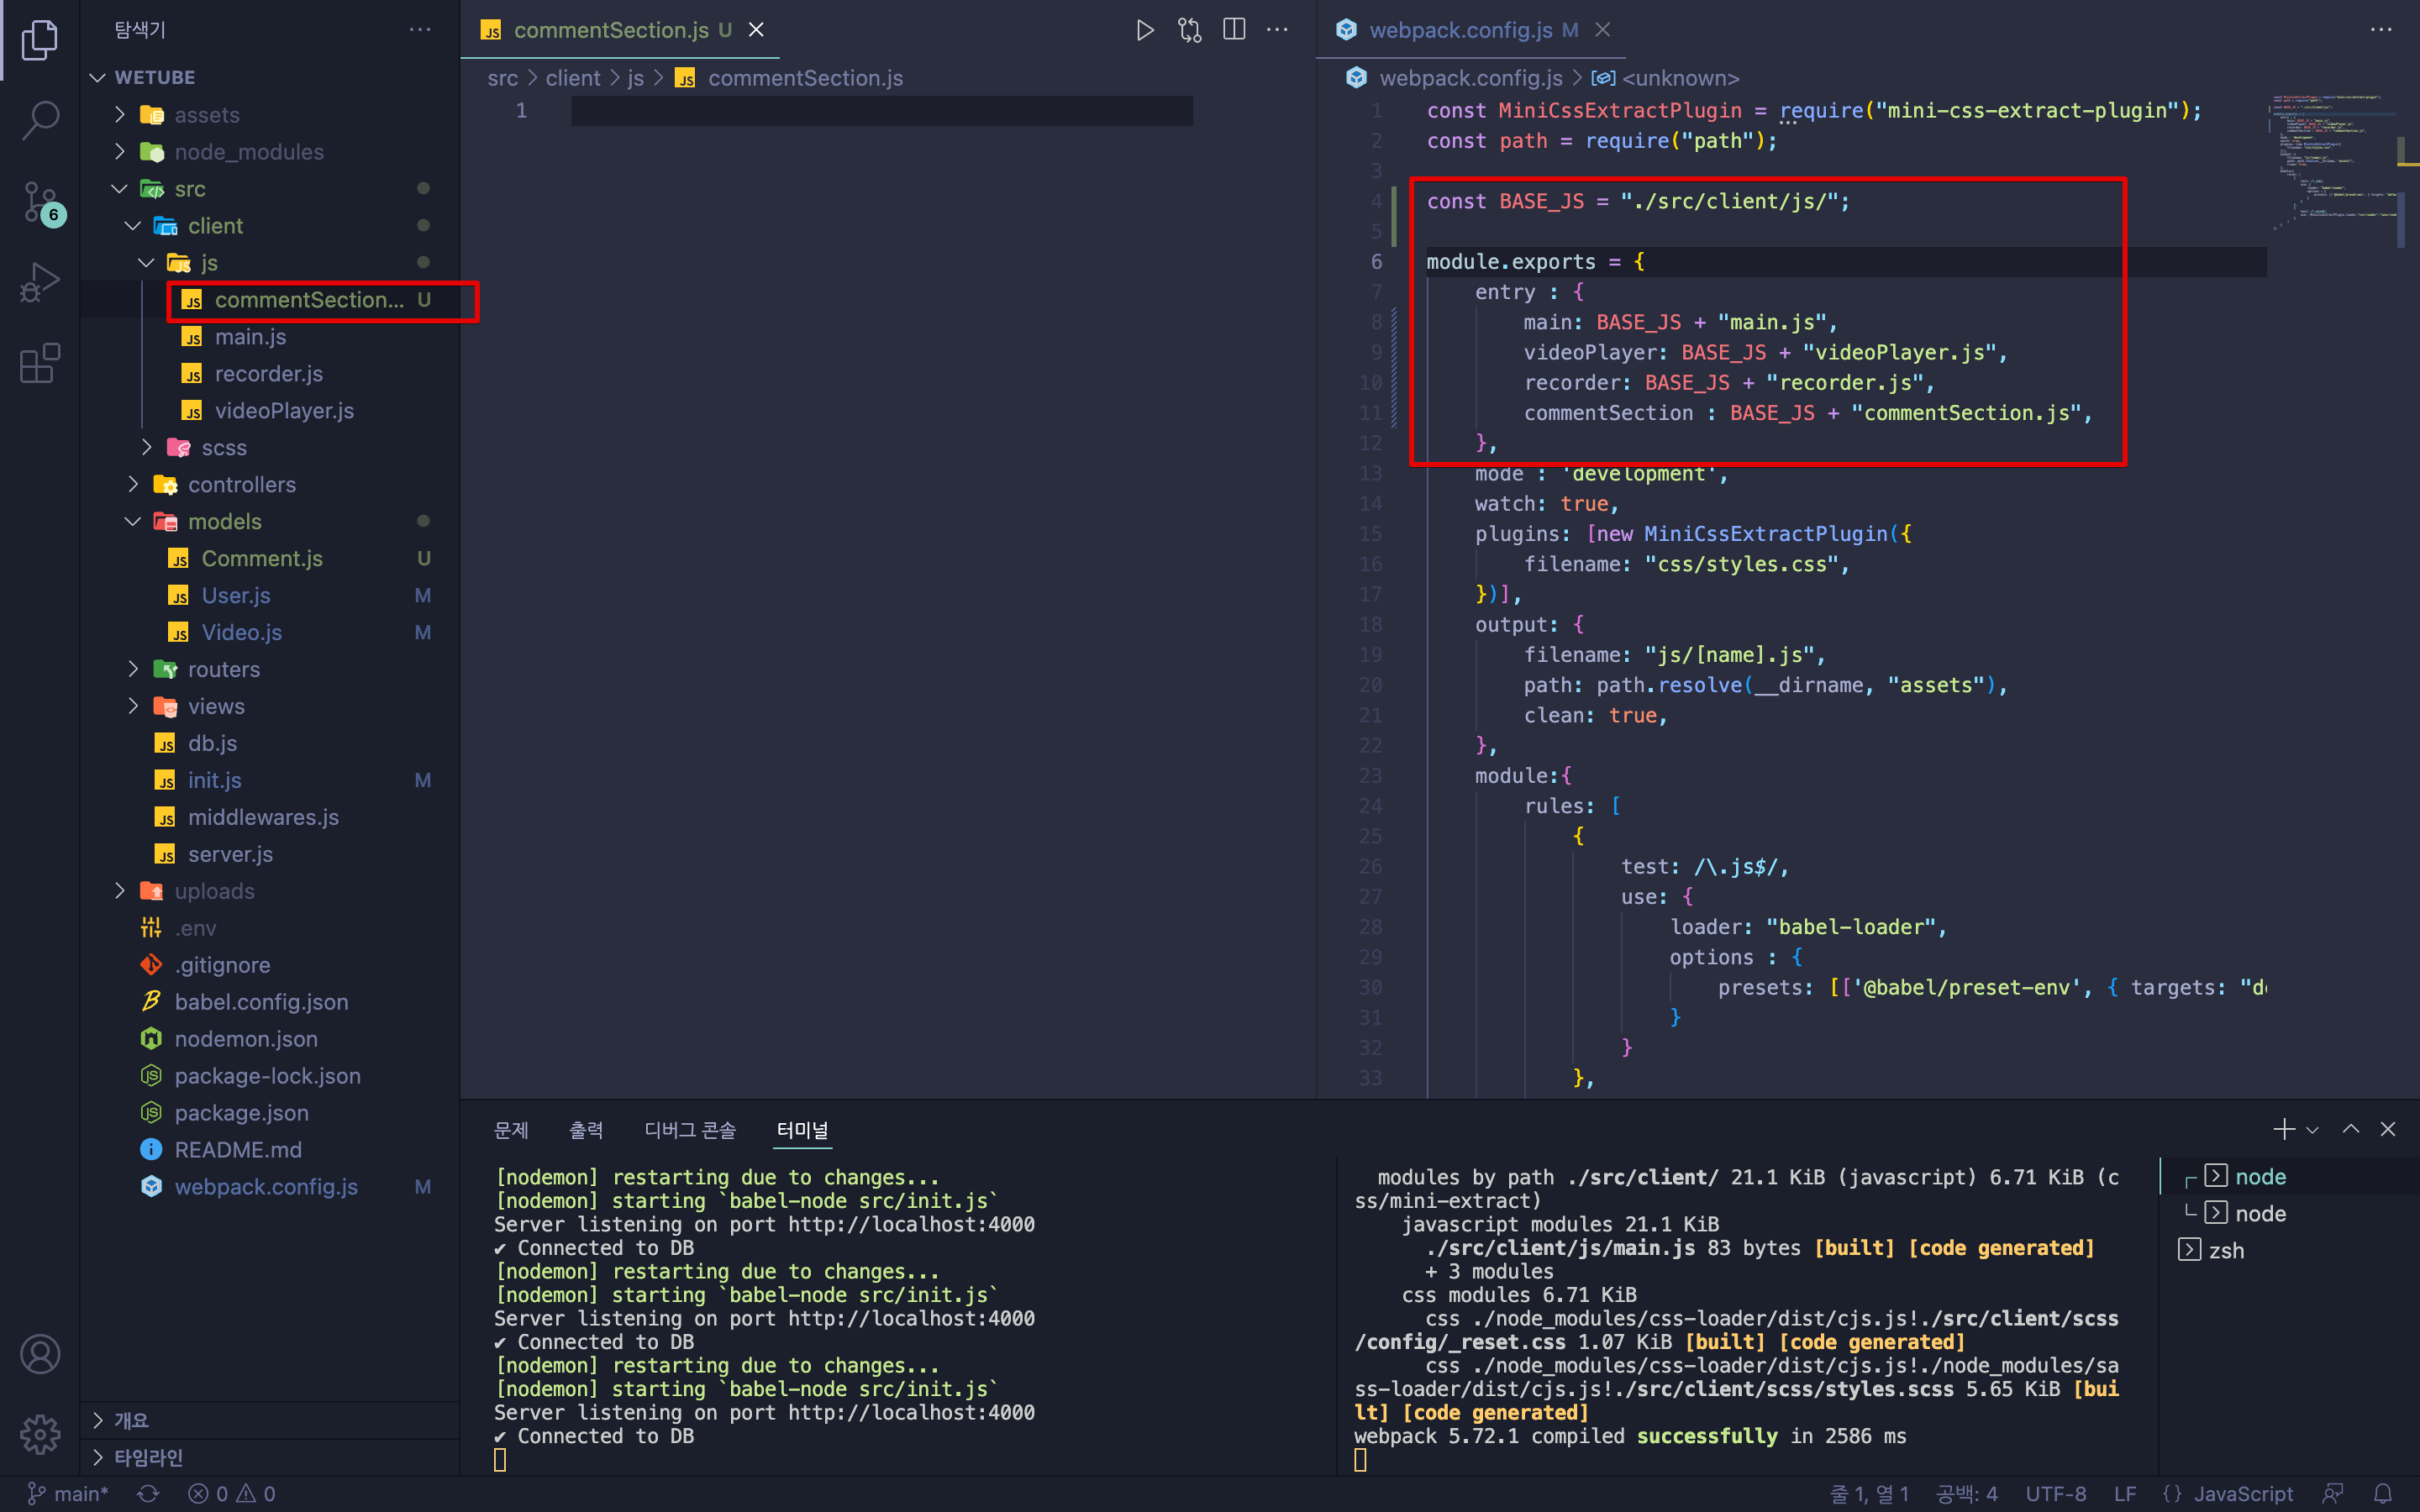 탐색기
WETUBE
assets
node_modules
src
client
js
commentSection... U
main.js
recorder.js
videoPlayer.js
scss
controllers
models
Comment.js U
User.js M
Video.js M
routers
views
db.js
init.js M
middlewares.js
server.js
uploads
.env
.gitignore
babel.config.json
nodemon.json
package-lock.json
package.json
README.md
webpack.config.js M
개요
타임라인
6
commentSection.js U
src > client > js > commentSection.js
1
webpack.config.js M
webpack.config.js > <unknown>
1 const MiniCssExtractPlugin = require("mini-css-extract-plugin");
2 const path = require("path");
3
4 const BASE_JS = "./src/client/js/";
5
6 module.exports = {
7 entry : {
8 main: BASE_JS + "main.js",
9 videoPlayer: BASE_JS + "videoPlayer.js",
10 recorder: BASE_JS + "recorder.js",
11 commentSection : BASE_JS + "commentSection.js",
12 },
13 mode : 'development',
14 watch: true,
15 plugins: [new MiniCssExtractPlugin({
16 filename: "css/styles.css",
17 })],
18 output: {
19 filename: "js/[name].js",
20 path: path.resolve(__dirname, "assets"),
21 clean: true,
22 },
23 module:{
24 rules: [
25 {
26 test: /\.js$/,
27 use: {
28 loader: "babel-loader",
29 options : {
30 presets: [['@babel/preset-env', { targets: "de
31 }
32 }
33 },
문제 출력 디버그 콘솔 터미널
[nodemon] restarting due to changes...
[nodemon] starting `babel-node src/init.js`
Server listening on port http://localhost:4000
✔ Connected to DB
[nodemon] restarting due to changes...
[nodemon] starting `babel-node src/init.js`
Server listening on port http://localhost:4000
✔ Connected to DB
[nodemon] restarting due to changes...
[nodemon] starting `babel-node src/init.js`
Server listening on port http://localhost:4000
✔ Connected to DB
modules by path ./src/client/ 21.1 KiB (javascript) 6.71 KiB (c
ss/mini-extract)
javascript modules 21.1 KiB
./src/client/js/main.js 83 bytes [built] [code generated]
+ 3 modules
css modules 6.71 KiB
css ./node_modules/css-loader/dist/cjs.js!./src/client/scss
/config/_reset.css 1.07 KiB [built] [code generated]
css ./node_modules/css-loader/dist/cjs.js!./node_modules/sa
ss-loader/dist/cjs.js!./src/client/scss/styles.scss 5.65 KiB [bui
lt] [code generated]
webpack 5.72.1 compiled successfully in 2586 ms
node
node
zsh
main* 0 0
줄 1, 열 1 공백: 4 UTF-8 LF {} JavaScript